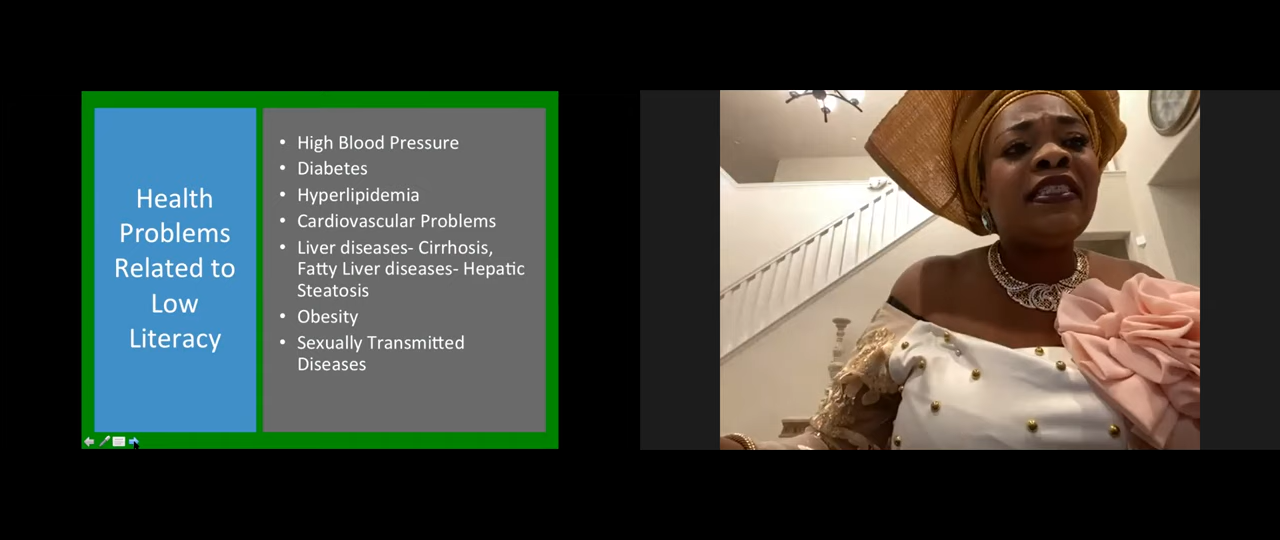 Health
Problems
Related to
Low
Literacy
• High Blood Pressure
• Diabetes
• Hyperlipidemia
• Cardiovascular Problems
• Liver diseases- Cirrhosis,
Fatty Liver diseases- Hepatic
Steatosis
• Obesity
• Sexually Transmitted
Diseases